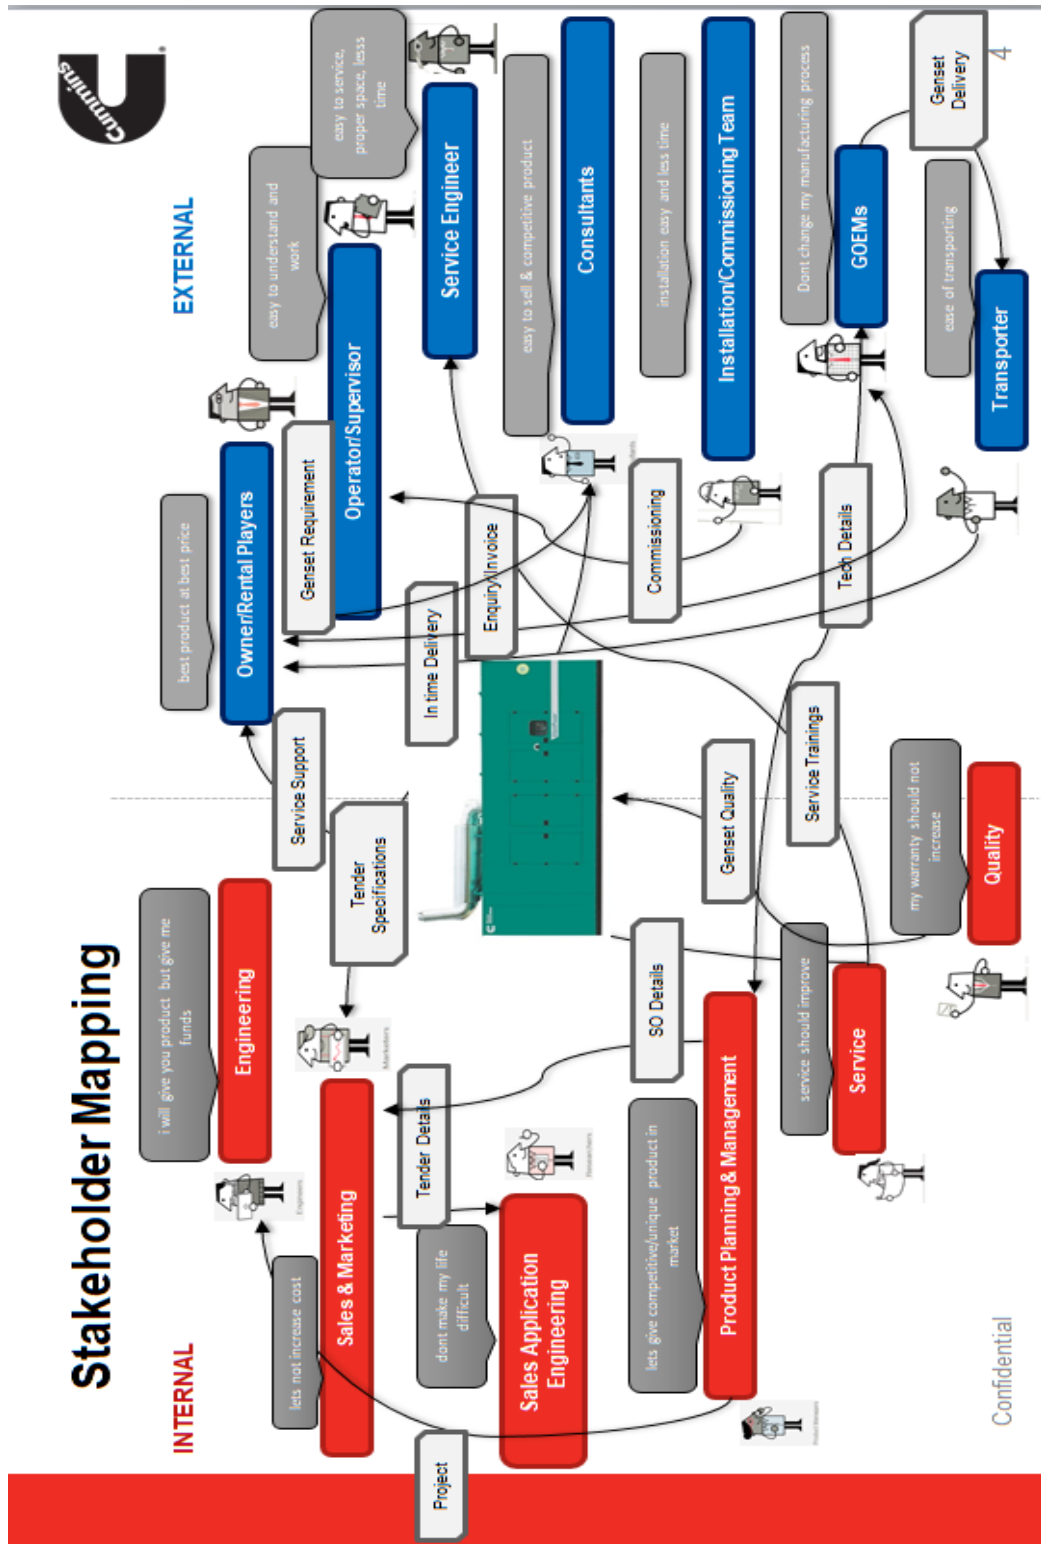 Stakeholder Mapping
Cummins
INTERNAL
EXTERNAL
i will give you product but give me
funds
Engineering
Engineers
lets not increase cost
Sales & Marketing
Marketers
dont make my life
difficult
Sales Application
Engineering
Researchers
lets give competitive/unique product in
market
Product Planning & Management
service should improve
Service
my warranty should not
increase
Quality
Project
Tender Details
Tender
Specifications
SO Details
Service Support
Genset Quality
Service Trainings
In time Delivery
Genset Requirement
Enquiry/Invoice
Commissioning
Tech Details
Genset
Delivery
best product at best price
Owner/Rental Players
easy to understand and
work
Operator/Supervisor
easy to service,
proper space, lesss
time
Service Engineer
easy to sell & competitive product
Consultants
installation easy and less time
Installation/Commissioning Team
Dont change my manufacturing process
GOEMs
ease of transporting
Transporter
Confidential
4